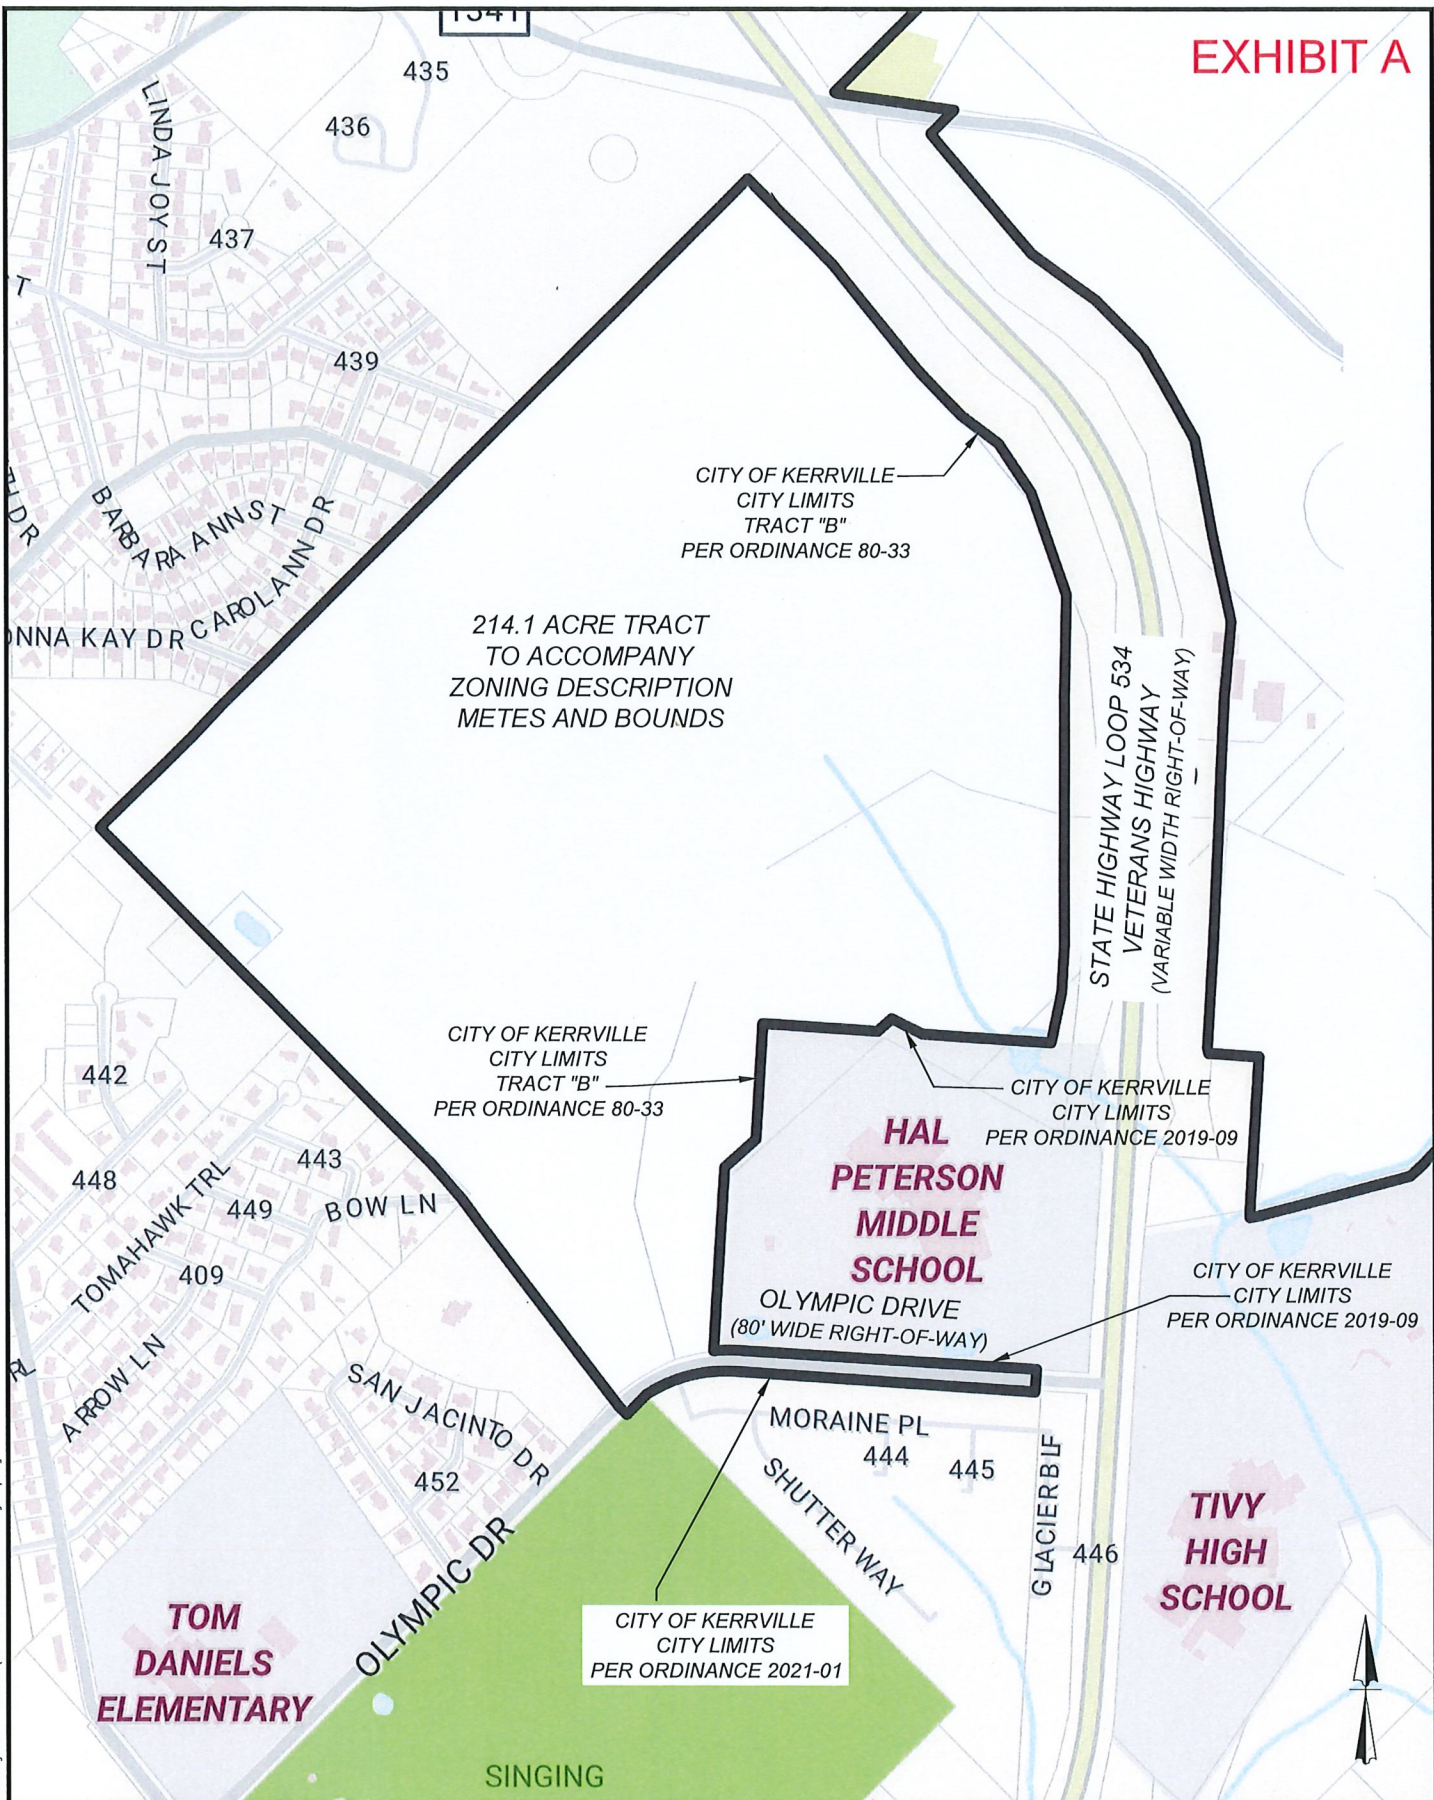 1341
EXHIBIT A
435
436
LINDA JOY ST
437
439
CITY OF KERRVILLE
CITY LIMITS
TRACT "B"
PER ORDINANCE 80-33
BARBARA ANN ST
CAROL ANN DR
214.1 ACRE TRACT
TO ACCOMPANY
ZONING DESCRIPTION
METES AND BOUNDS
ONNA KAY DR
STATE HIGHWAY LOOP 534
VETERANS HIGHWAY
(VARIABLE WIDTH RIGHT-OF-WAY)
CITY OF KERRVILLE
CITY LIMITS
TRACT "B"
PER ORDINANCE 80-33
442
CITY OF KERRVILLE
CITY LIMITS
PER ORDINANCE 2019-09
HAL
PETERSON
MIDDLE
SCHOOL
443
448
449
TOMAHAWK TRL
BOW LN
409
ARROW LN
OLYMPIC DRIVE
(80' WIDE RIGHT-OF-WAY)
CITY OF KERRVILLE
CITY LIMITS
PER ORDINANCE 2019-09
RL
SAN JACINTO DR
452
MORAINE PL
444
445
SHUTTER WAY
GLACIER BLF
446
TIVY
HIGH
SCHOOL
OLYMPIC DR
TOM
DANIELS
ELEMENTARY
CITY OF KERRVILLE
CITY LIMITS
PER ORDINANCE 2021-01
SINGING